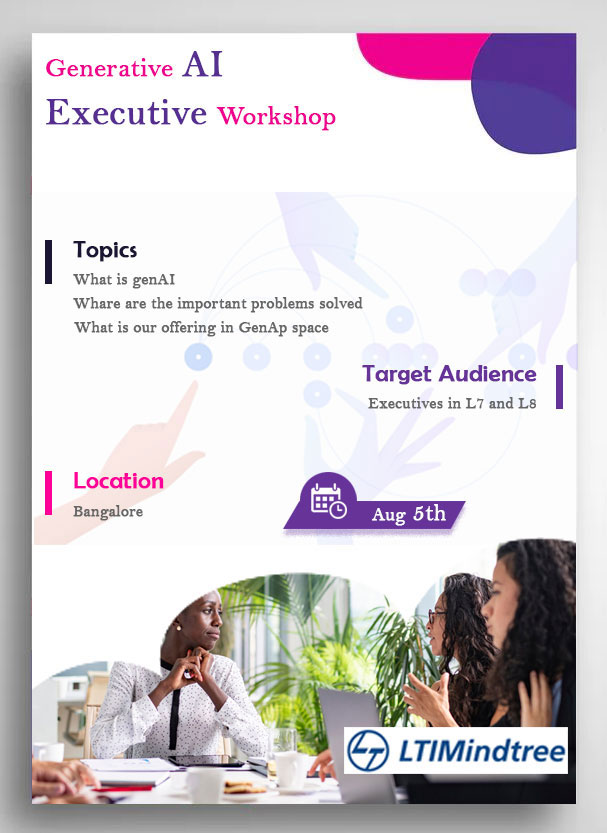 Generative AI
Executive Workshop
Topics
What is genAI
Whare are the important problems solved
What is our offering in GenAp space
Target Audience
Executives in L7 and L8
Location
Bangalore
Aug 5th
LTIMindtree